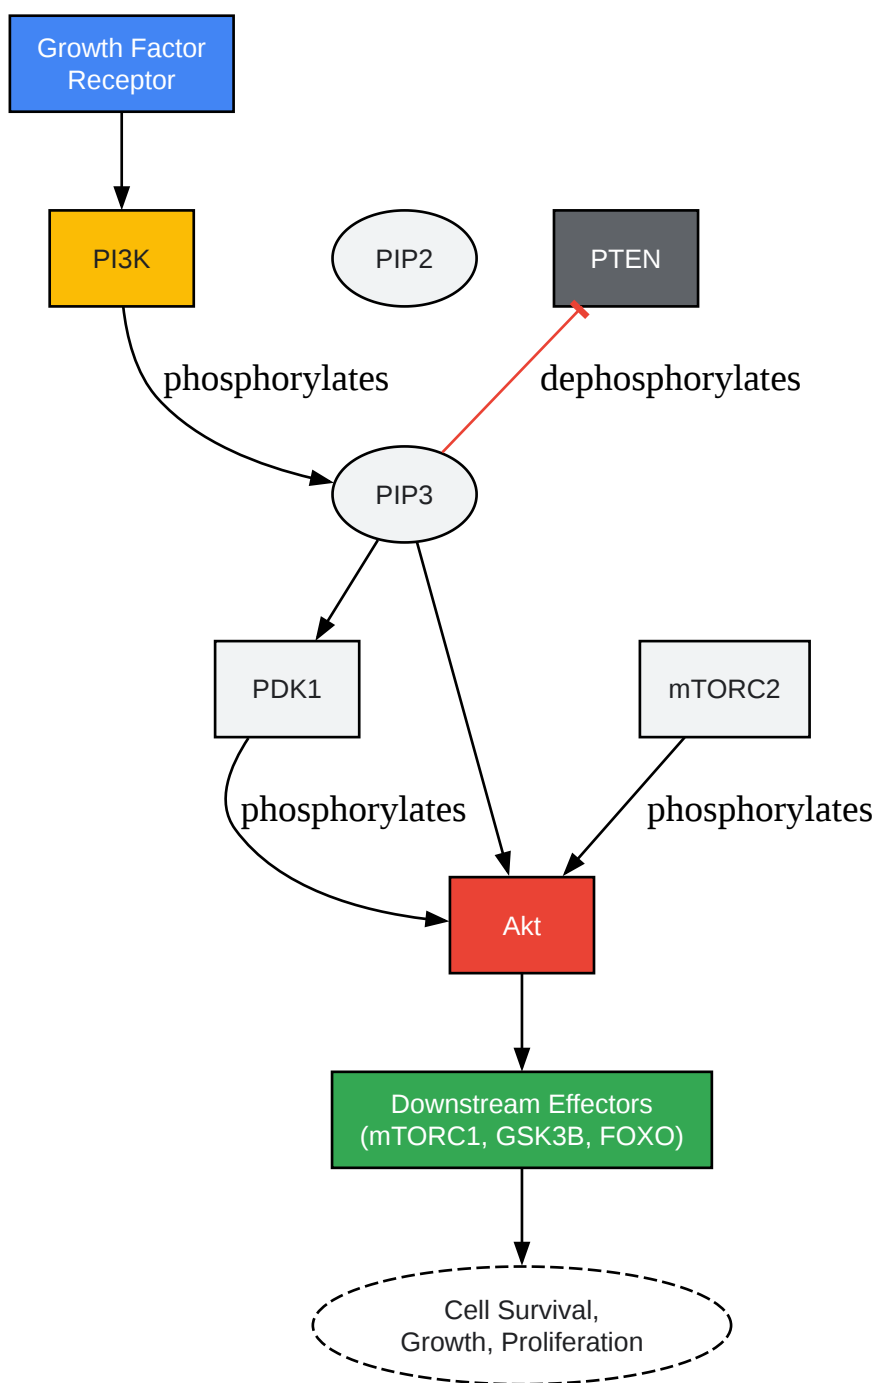 Growth Factor
Receptor
PI3K
PIP2
PTEN
phosphorylates
dephosphorylates
PIP3
PDK1
mTORC2
phosphorylates
phosphorylates
Akt
Downstream Effectors
(mTORC1, GSK3B, FOXO)
Cell Survival,
Growth, Proliferation